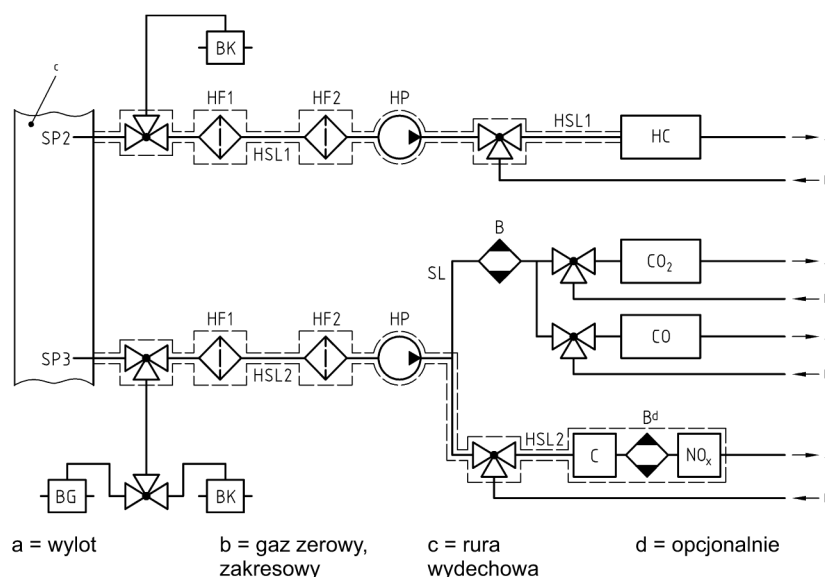 BK
c
HF1 HF2 HP
SP2 HSL1 HSL1 HC
B
SL CO₂
HF1 HF2 HP CO
SP3 HSL2
HSL2 Bᵈ
C NOₓ
BG BK
a = wylot b = gaz zerowy, c = rura d = opcjonalnie
zakresowy wydechowa